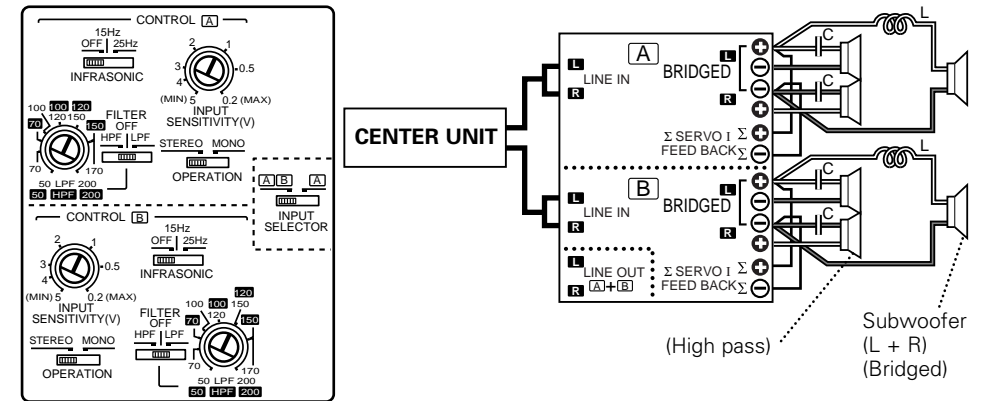 CONTROL A
15Hz
OFF 25Hz
INFRASONIC
2 1
3 0.5
4
(MIN) 5 0.2 (MAX)
INPUT
SENSITIVITY(V)
100 100 120
70 120 150 150
70 170
50 LPF 200
50 HPF 200
FILTER
OFF
HPF LPF
STEREO MONO
OPERATION
A B A
INPUT
SELECTOR
CONTROL B
15Hz
OFF 25Hz
INFRASONIC
2 1
3 0.5
4
(MIN) 5 0.2 (MAX)
INPUT
SENSITIVITY(V)
STEREO MONO
OPERATION
FILTER
OFF
HPF LPF
120
100 100 150
70 120 150
70 170
50 LPF 200
50 HPF 200
CENTER UNIT
A
L LINE IN
R
BRIDGED
L
R
Σ SERVO I Σ
FEED BACK Σ
B
L LINE IN
R
BRIDGED
L
R
L LINE OUT
R A+B
Σ SERVO I Σ
FEED BACK Σ
C
C
L
C
C
L
(High pass)
Subwoofer
(L + R)
(Bridged)